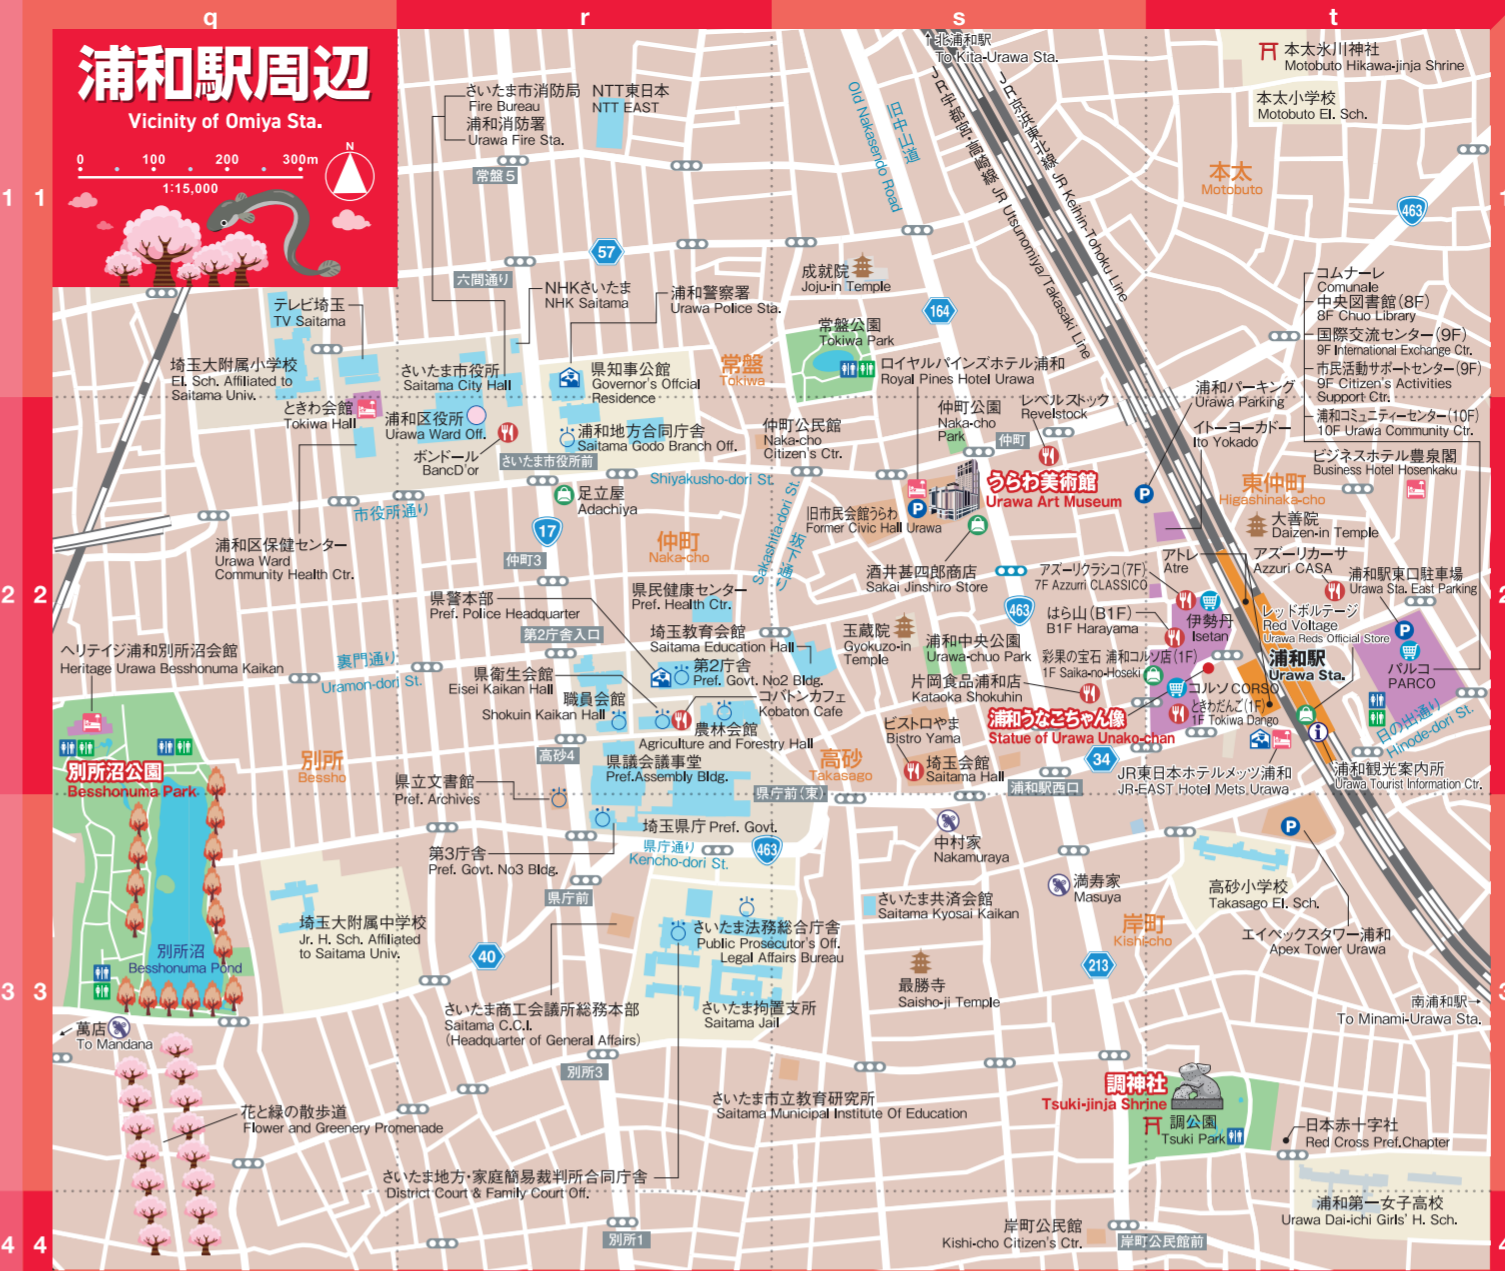 q
r
s
t
浦和駅周辺
Vicinity of Omiya Sta.
0 100 200 300m
1:15,000
N
1 1
2 2
3 3
4 4
さいたま市消防局
Fire Bureau
浦和消防署
Urawa Fire Sta.
NTT東日本
NTT EAST
常盤5
57
六間通り
NHKさいたま
NHK Saitama
浦和警察署
Urawa Police Sta.
テレビ埼玉
TV Saitama
埼玉大附属小学校
El. Sch. Affiliated to
Saitama Univ.
ときわ会館
Tokiwa Hall
さいたま市役所
Saitama City Hall
浦和区役所
Urawa Ward Off.
ボンドール
BancD'or
さいたま市役所前
県知事公館
Governor's Offcial
Residence
浦和地方合同庁舎
Saitama Godo Branch Off.
常盤
Tokiwa
↑北浦和駅
To Kita-Urawa Sta.
旧中山道
Old Nakasendo Road
JR宇都宮・高崎線 JR Utsunomiya/Takasaki Line
JR京浜東北線 JR Keihin-Tohoku Line
成就院
Joju-in Temple
常盤公園
Tokiwa Park
164
ロイヤルパインズホテル浦和
Royal Pines Hotel Urawa
仲町公民館
Naka-cho
Citizen's Ctr.
仲町公園
Naka-cho
Park
仲町
レベルストック
Revelstock
本太氷川神社
Motobuto Hikawa-jinja Shrine
本太小学校
Motobuto El. Sch.
本太
Motobuto
463
コムナーレ
Comunale
中央図書館(8F)
8F Chuo Library
国際交流センター(9F)
9F International Exchange Ctr.
市民活動サポートセンター(9F)
9F Citizen's Activities
Support Ctr.
浦和コミュニティーセンター(10F)
10F Urawa Community Ctr.
浦和パーキング
Urawa Parking
イトーヨーカドー
Ito Yokado
ビジネスホテル豊泉閣
Business Hotel Hosenkaku
東仲町
Higashinaka-cho
大善院
Daizen-in Temple
うらわ美術館
Urawa Art Museum
P
旧市民会館うらわ
Former Civic Hall Urawa
P
Shiyakusho-dori St.
市役所通り
足立屋
Adachiya
17
仲町3
仲町
Naka-cho
Sakashita-dori St.
坂下通り
浦和区保健センター
Urawa Ward
Community Health Ctr.
県警本部
Pref. Police Headquarter
第2庁舎入口
県民健康センター
Pref. Health Ctr.
埼玉教育会館
Saitama Education Hall
酒井甚四郎商店
Sakai Jinshiro Store
463
アズーリクラシコ(7F)
7F Azzurri CLASSICO
はら山(B1F)
B1F Harayama
アトレ
Atre
アズーリカーサ
Azzuri CASA
浦和駅東口駐車場
Urawa Sta. East Parking
レッドボルテージ
Red Voltage
Urawa Reds Official Store
P
伊勢丹
Isetan
浦和駅
Urawa Sta.
パルコ
PARCO
玉蔵院
Gyokuzo-in
Temple
浦和中央公園
Urawa-chuo Park
彩果の宝石 浦和コルソ店(1F)
1F Saika-no-Hoseki
片岡食品浦和店
Kataoka Shokuhin
コルソ CORSO
ときわだんご(1F)
1F Tokiwa Dango
浦和うなこちゃん像
Statue of Urawa Unako-chan
ヘリテイジ浦和別所沼会館
Heritage Urawa Besshonuma Kaikan
裏門通り
Uramon-dori St.
県衛生会館
Eisei Kaikan Hall
職員会館
Shokuin Kaikan Hall
第2庁舎
Pref. Govt. No2 Bldg.
コバトンカフェ
Kobaton Cafe
農林会館
Agriculture and Forestry Hall
高砂4
県議会議事堂
Pref.Assembly Bldg.
県立文書館
Pref. Archives
別所
Bessho
別所沼公園
Besshonuma Park
高砂
Takasago
ビストロやま
Bistro Yama
埼玉会館
Saitama Hall
34
浦和駅西口
県庁前(東)
JR東日本ホテルメッツ浦和
JR-EAST Hotel Mets Urawa
日の出通り
Hinode-dori St.
i
浦和観光案内所
Urawa Tourist Information Ctr.
埼玉県庁 Pref. Govt.
県庁通り
Kencho-dori St.
463
第3庁舎
Pref. Govt. No3 Bldg.
県庁前
中村家
Nakamuraya
満寿家
Masuya
P
高砂小学校
Takasago El. Sch.
エイペックスタワー浦和
Apex Tower Urawa
別所沼
Besshonuma Pond
埼玉大附属中学校
Jr. H. Sch. Affiliated
to Saitama Univ.
40
さいたま法務総合庁舎
Public Prosecutor's Off.
Legal Affairs Bureau
さいたま共済会館
Saitama Kyosai Kaikan
岸町
Kishi-cho
213
最勝寺
Saisho-ji Temple
さいたま商工会議所総務本部
Saitama C.C.I.
(Headquarter of General Affairs)
さいたま拘置支所
Saitama Jail
南浦和駅→
To Minami-Urawa Sta.
萬店
To Mandana
別所3
花と緑の散歩道
Flower and Greenery Promenade
さいたま市立教育研究所
Saitama Municipal Institute Of Education
調神社
Tsuki-jinja Shrine
調公園
Tsuki Park
日本赤十字社
Red Cross Pref.Chapter
さいたま地方・家庭簡易裁判所合同庁舎
District Court & Family Court Off.
浦和第一女子高校
Urawa Dai-ichi Girls' H. Sch.
別所1
岸町公民館
Kishi-cho Citizen's Ctr.
岸町公民館前